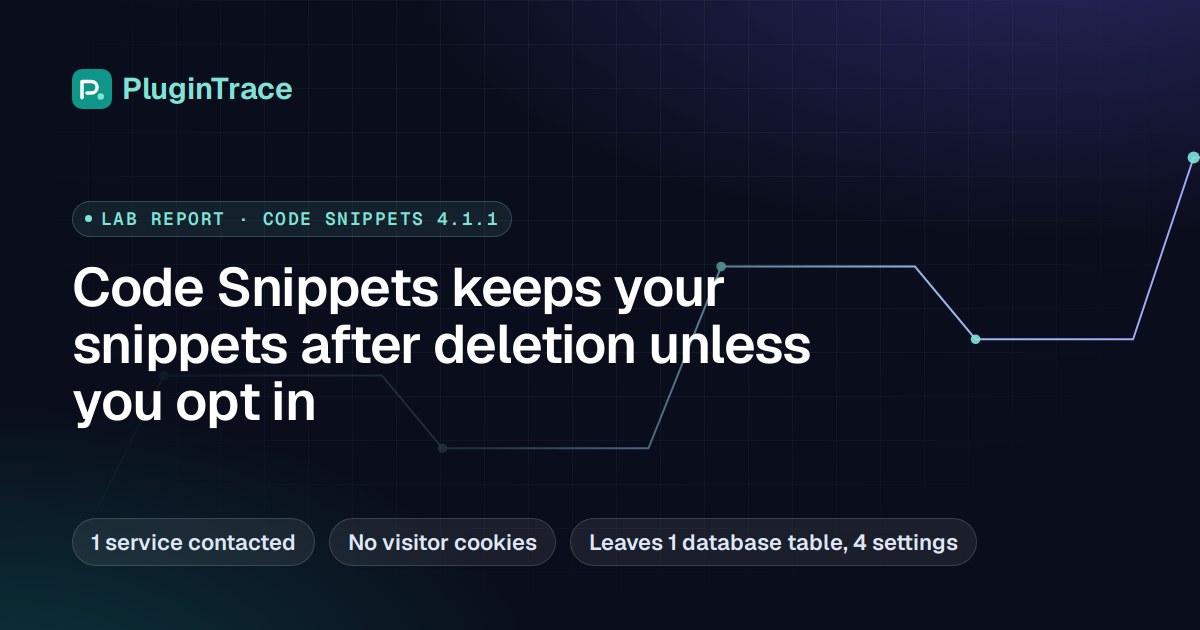 PluginTrace
LAB REPORT · CODE SNIPPETS 4.1.1
Code Snippets keeps your
snippets after deletion unless
you opt in
1 service contacted
No visitor cookies
Leaves 1 database table, 4 settings